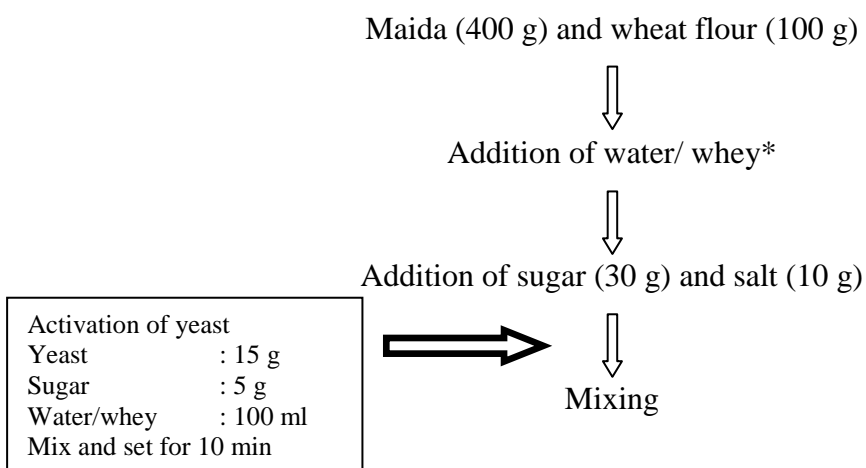 Maida (400 g) and wheat flour (100 g)
Addition of water/ whey*
Addition of sugar (30 g) and salt (10 g)
Activation of yeast
Yeast : 15 g
Sugar : 5 g
Water/whey : 100 ml
Mix and set for 10 min
Mixing